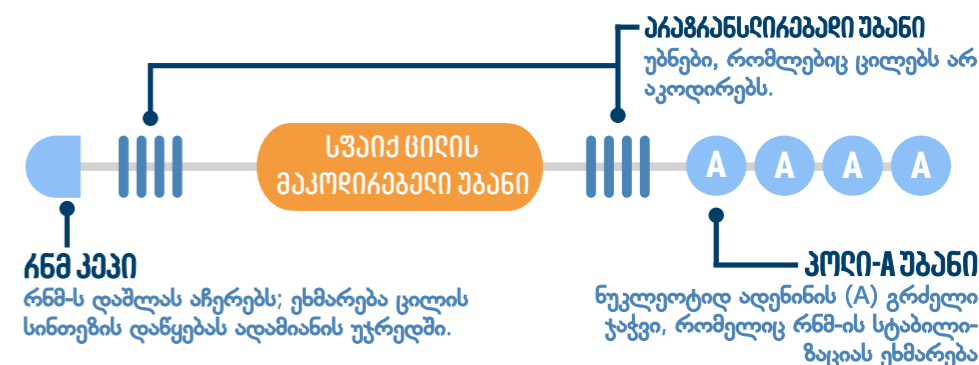 არატრანსლირებადი უბანი
უბნები, რომლებიც ცილებს არ
აკოდირებს.
სფაიქ ცილის
მაკოდირებელი უბანი
A A A A
რნმ კეპი
რნმ-ს დაშლას აჩერებს; ეხმარება ცილის
სინთეზის დაწყებას ადამიანის უჯრედში.
პოლი-A უბანი
ნუკლეოტიდ ადენინის (A) გრძელი
ჯაჭვი, რომელიც რნმ-ის სტაბილი-
ზაციას ეხმარება